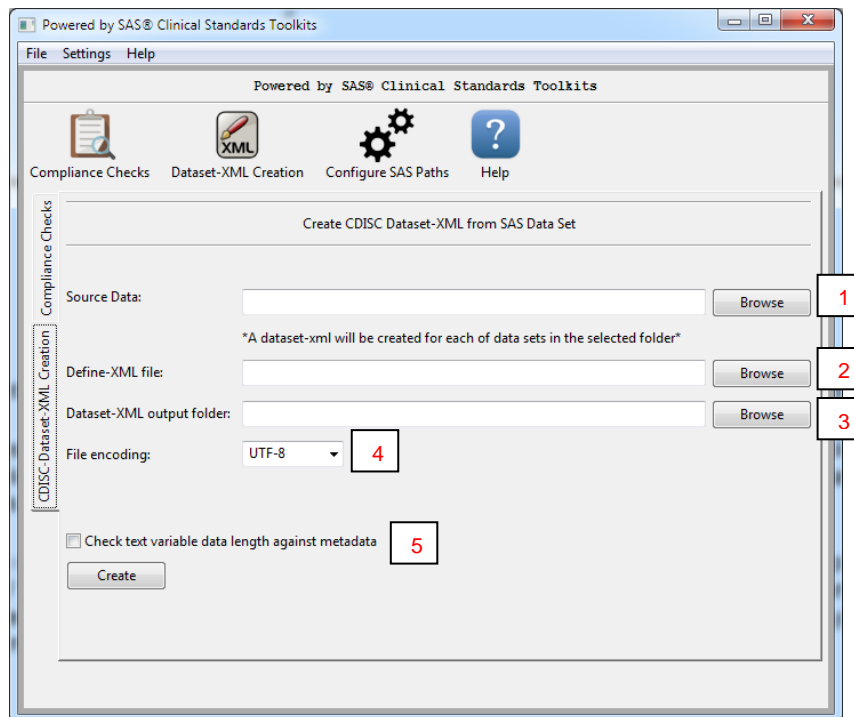 Powered by SAS® Clinical Standards Toolkits
File Settings Help
Powered by SAS® Clinical Standards Toolkits
XML
?
Compliance Checks Dataset-XML Creation Configure SAS Paths Help
Compliance Checks
CDISC-Dataset-XML Creation
Create CDISC Dataset-XML from SAS Data Set
Source Data: Browse 1
*A dataset-xml will be created for each of data sets in the selected folder*
Define-XML file: Browse 2
Dataset-XML output folder: Browse 3
File encoding: UTF-8 4
Check text variable data length against metadata 5
Create